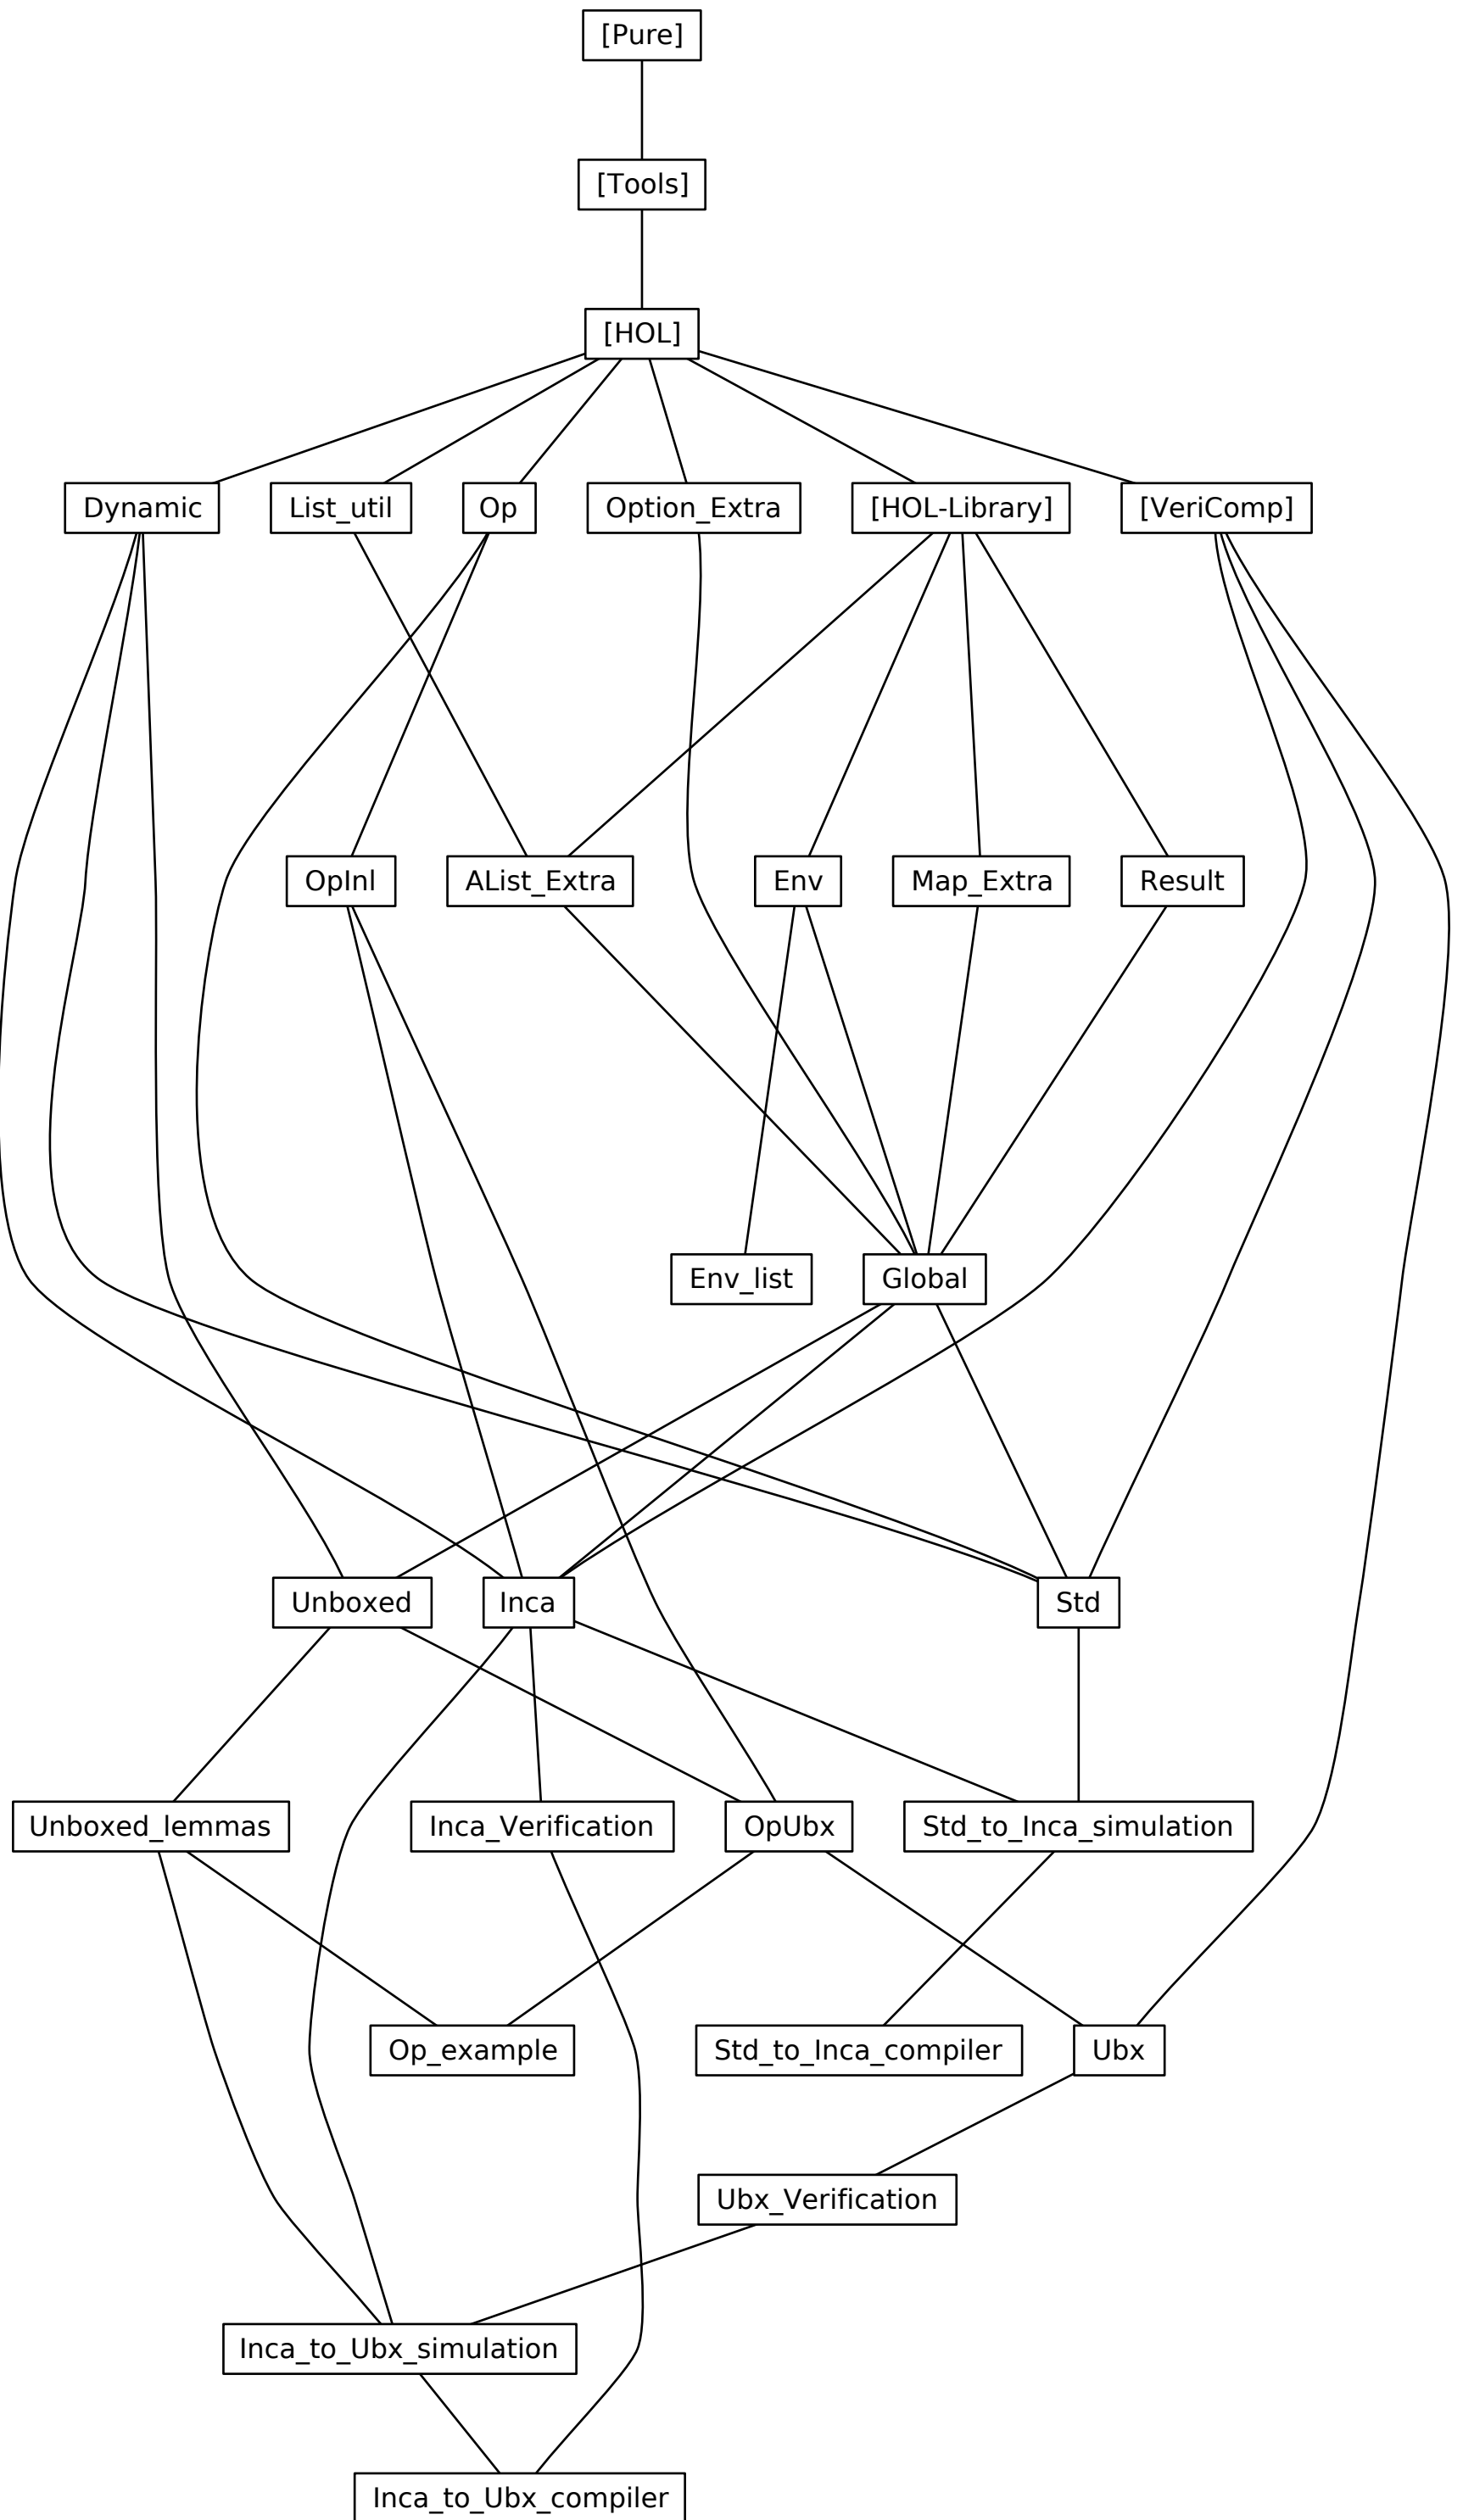 [Pure]
[Tools]
[HOL]
Dynamic
List_util
Op
Option_Extra
[HOL-Library]
[VeriComp]
OpInl
AList_Extra
Env
Map_Extra
Result
Env_list
Global
Unboxed
Inca
Std
Unboxed_lemmas
Inca_Verification
OpUbx
Std_to_Inca_simulation
Op_example
Std_to_Inca_compiler
Ubx
Ubx_Verification
Inca_to_Ubx_simulation
Inca_to_Ubx_compiler